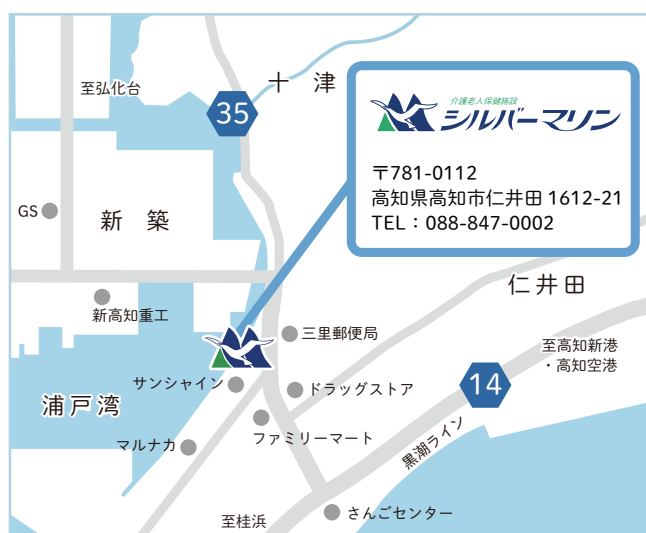 至弘化台
十 津
35
介護老人保健施設
シルバーマリン
〒781-0112
高知県高知市仁井田 1612-21
TEL：088-847-0002
GS
新 築
仁井田
新高知重工
三里郵便局
至高知新港
・高知空港
サンシャイン
ドラッグストア
14
浦戸湾
ファミリーマート
マルナカ
黒潮ライン
至桂浜
さんごセンター